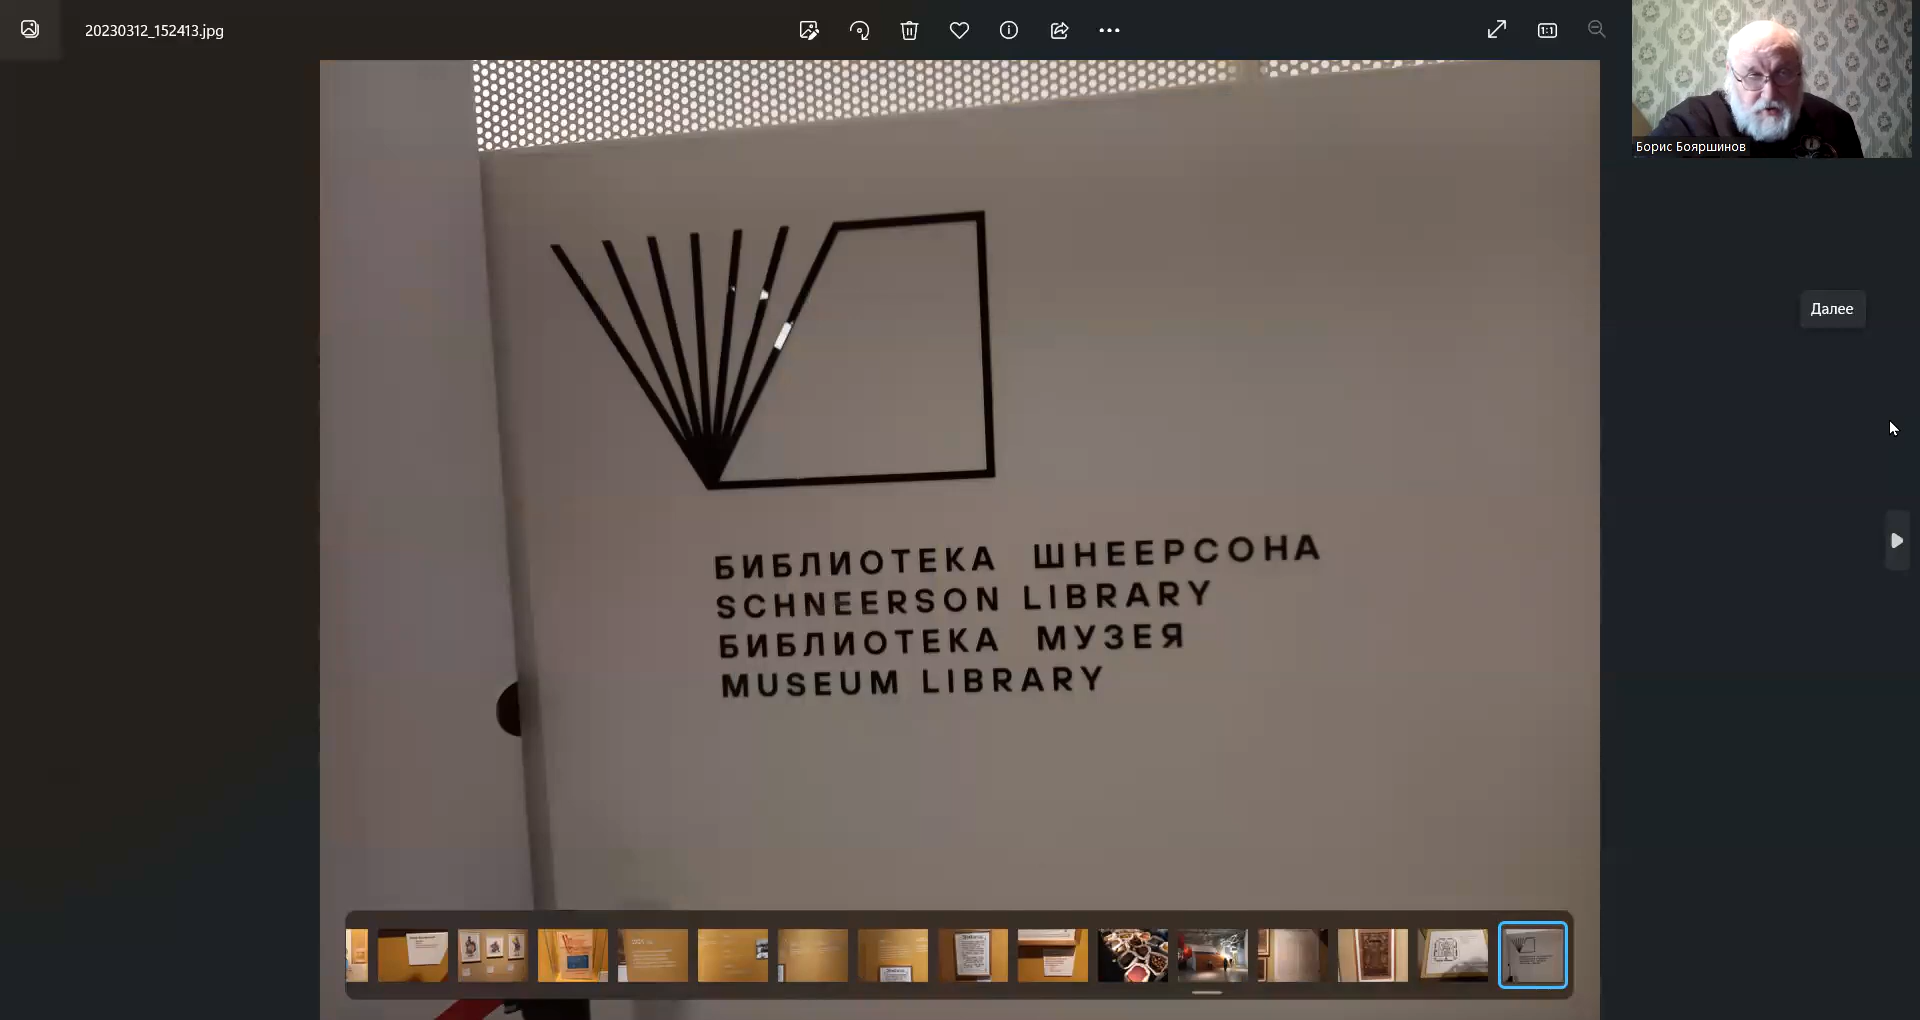 20230312_152413.jpg
Борис Бояршинов
Далее
БИБЛИОТЕКА ШНЕЕРСОНА
SCHNEERSON LIBRARY
БИБЛИОТЕКА МУЗЕЯ
MUSEUM LIBRARY